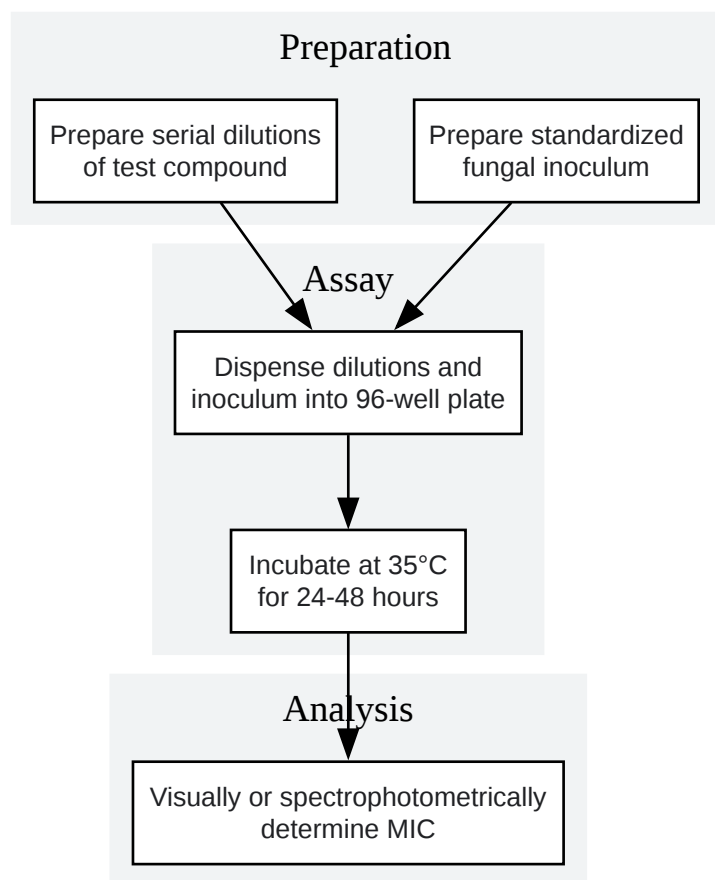 Preparation
Prepare serial dilutions
of test compound
Prepare standardized
fungal inoculum
Assay
Dispense dilutions and
inoculum into 96-well plate
Incubate at 35°C
for 24-48 hours
Analysis
Visually or spectrophotometrically
determine MIC